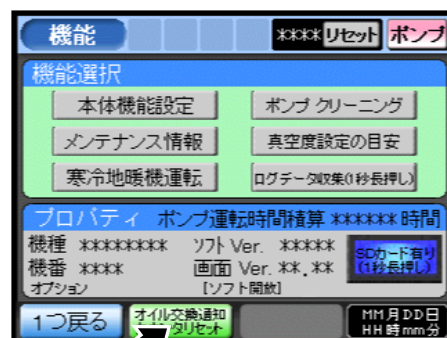 機能 **** リセット ポンプ
機能選択
本体機能設定 ポンプ クリーニング
メンテナンス情報 真空度設定の目安
寒冷地暖機運転 ログデータ収集(1秒長押し)
プロパティ ポンプ運転時間積算 ****** 時間
機種 ******** ソフト Ver. *****
機番 **** 画面 Ver. **.**
オプション [ソフト開放]
SDカード有り
(1秒長押し)
1つ戻る
オイル交換通知
タリセット
MM月DD日
HH時mm分